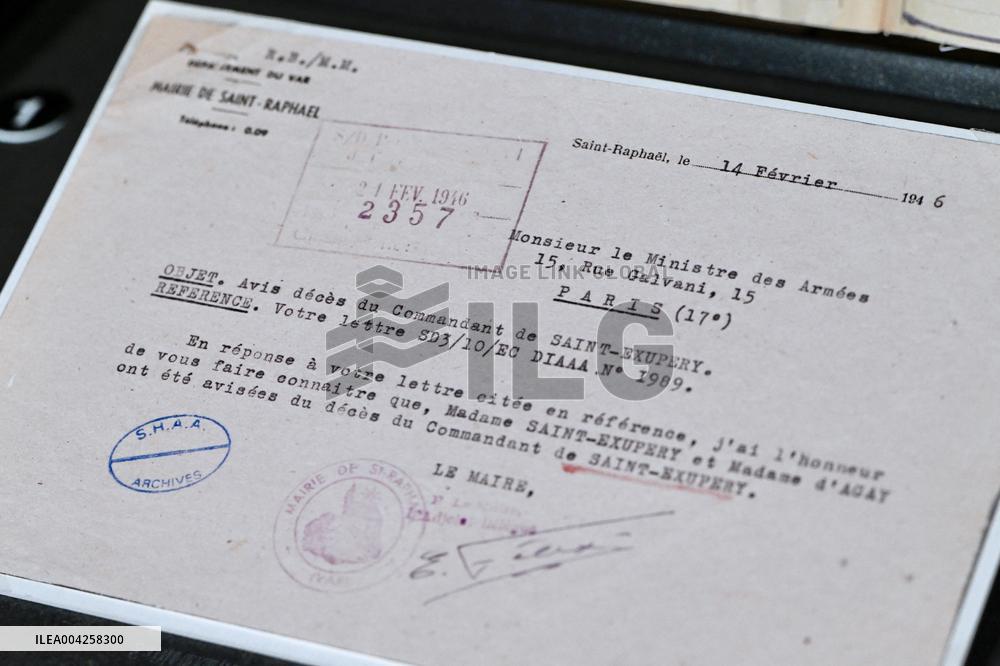 R.B./M.M.
DEPARTEMENT DU VAR
MAIRIE DE SAINT-RAPHAEL
Téléphone : 0.09
Saint-Raphaël, le 14 Février 1946
FEV. 1946
2357
Monsieur le Ministre des Armées
15, Rue Galvani, 15
PARIS (17°)
OBJET. Avis décès du Commandant de SAINT-EXUPERY.
REFERENCE. Votre lettre SD3/10/EC DIAAA.N° 1989.
En réponse à votre lettre citée en référence, j'ai l'honneur
de vous faire connaitre que, Madame SAINT-EXUPERY et Madame d'AGAY
ont été avisées du décès du Commandant de SAINT-EXUPERY.
LE MAIRE,
S.H.A.A.
ARCHIVES
MAIRIE DE ST-RAPHAEL
(VAR)
IMAGE LINK GLOBAL
ILG
ILEA004258300
1